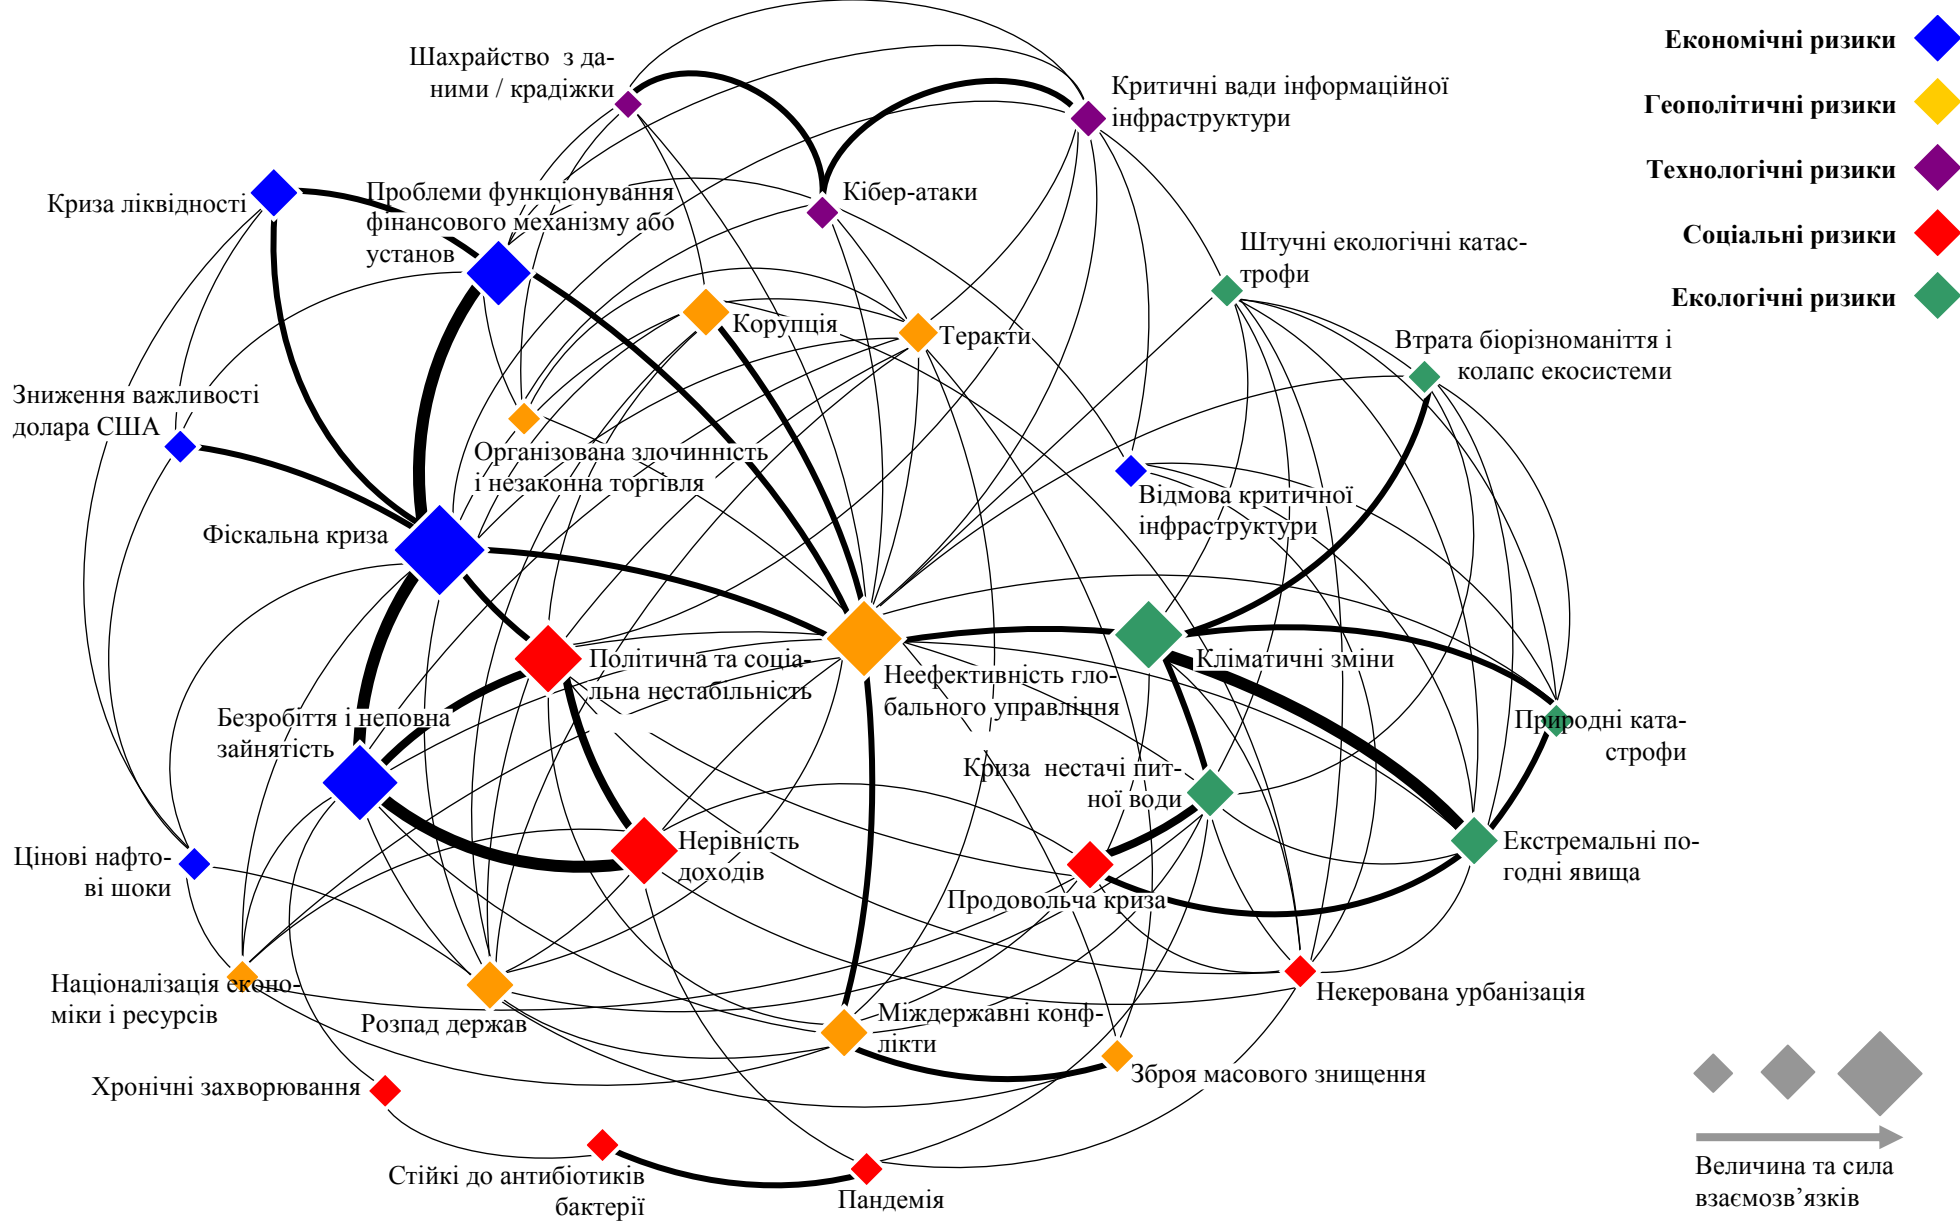 Шахрайство з да-
ними / крадіжки
Критичні вади інформаційної
інфраструктури
Економічні ризики
Геополітичні ризики
Технологічні ризики
Соціальні ризики
Екологічні ризики
Криза ліквідності
Проблеми функціонування
фінансового механізму або
установ
Кібер-атаки
Штучні екологічні катас-
трофи
Корупція
Теракти
Втрата біорізноманіття і
колапс екосистеми
Зниження важливості
долара США
Організована злочинність
і незаконна торгівля
Відмова критичної
інфраструктури
Фіскальна криза
Політична та соціа-
льна нестабільність
Неефективність гло-
бального управління
Кліматичні зміни
Природні ката-
строфи
Безробіття і неповна
зайнятість
Криза нестачі пит-
ної води
Цінові нафто-
ві шоки
Нерівність
доходів
Продовольча криза
Екстремальні по-
годні явища
Націоналізація еконо-
міки і ресурсів
Розпад держав
Міждержавні конф-
лікти
Некерована урбанізація
Зброя масового знищення
Хронічні захворювання
Стійкі до антибіотиків
бактерії
Пандемія
Величина та сила
взаємозв’язків